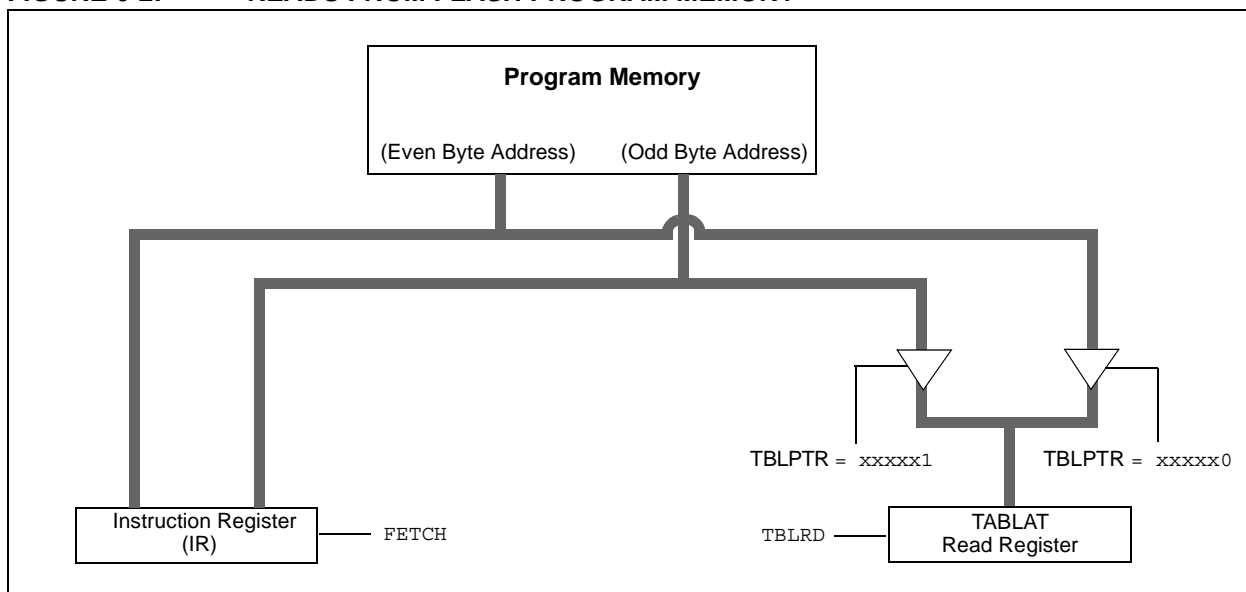 Program Memory
(Even Byte Address) (Odd Byte Address)
TBLPTR = xxxxx1 TBLPTR = xxxxx0
Instruction Register
(IR)
FETCH
TBLRD
TABLAT
Read Register